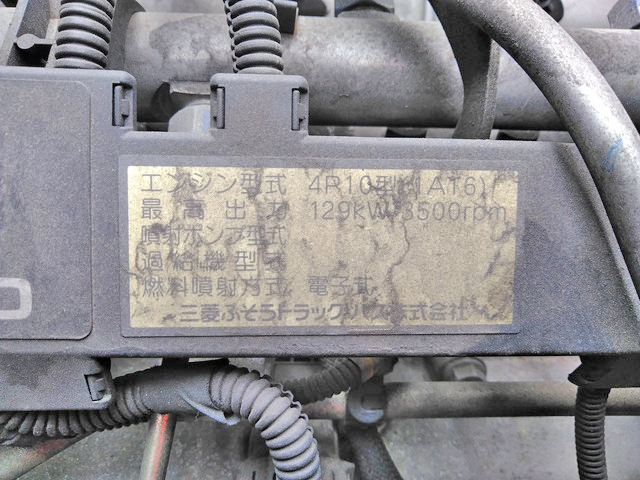 エンジン型式 4R10型(1AT6)
最高出力 129kW/3500rpm
噴射ポンプ型式
過給機型式
燃料噴射方式 電子式
三菱ふそうトラック・バス株式会社